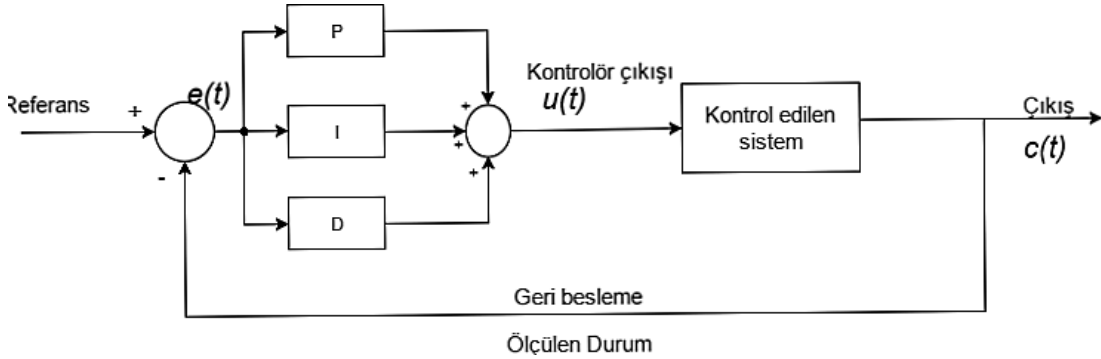 P
Referans
+
e(t)
I
-
D
+
+
+
Kontrolör çıkışı
u(t)
Kontrol edilen
sistem
Çıkış
c(t)
Geri besleme
Ölçülen Durum